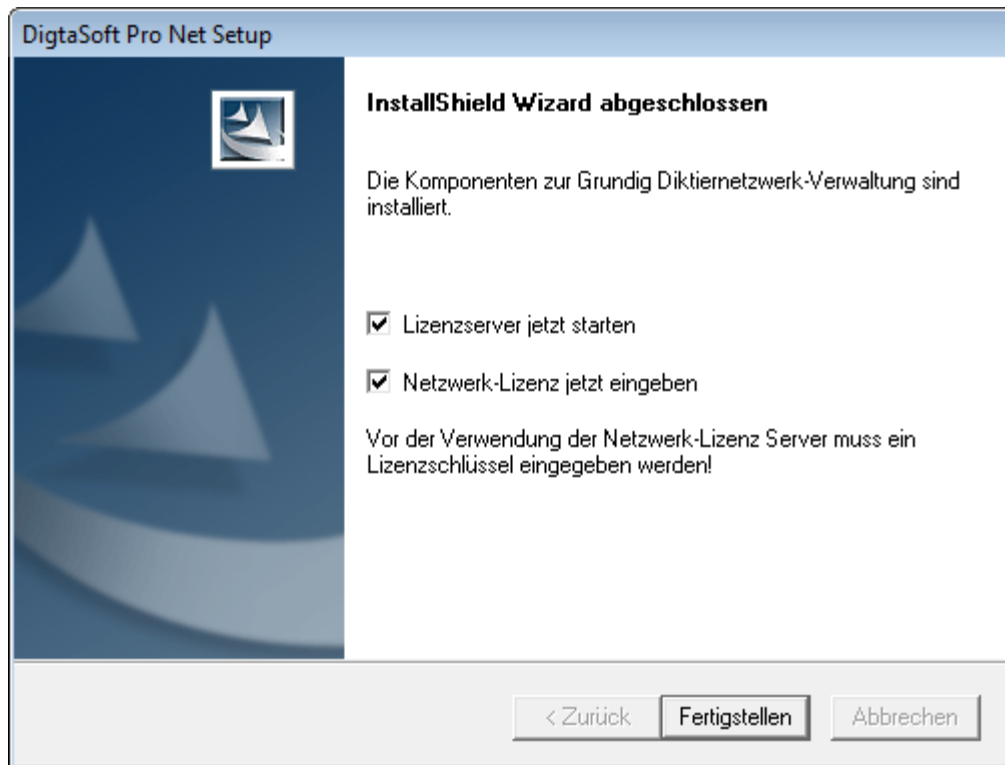 DigtaSoft Pro Net Setup
InstallShield Wizard abgeschlossen
Die Komponenten zur Grundig Diktiernetzwerk-Verwaltung sind
installiert.
Lizenzserver jetzt starten
Netzwerk-Lizenz jetzt eingeben
Vor der Verwendung der Netzwerk-Lizenz Server muss ein
Lizenzschlüssel eingegeben werden!
< Zurück
Fertigstellen
Abbrechen